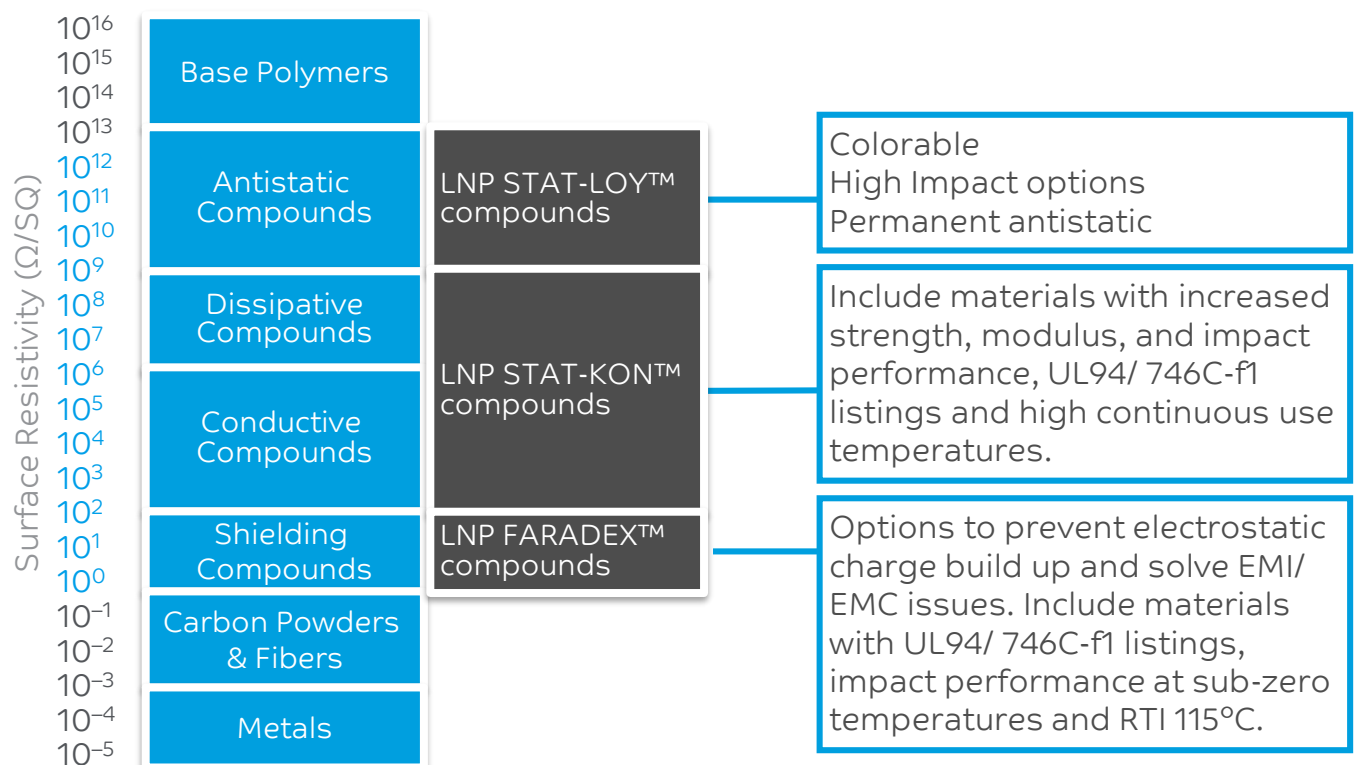 Surface Resistivity (Ω/SQ)
10¹⁶
10¹⁵
10¹⁴
10¹³
10¹²
10¹¹
10¹⁰
10⁹
10⁸
10⁷
10⁶
10⁵
10⁴
10³
10²
10¹
10⁰
10⁻¹
10⁻²
10⁻³
10⁻⁴
10⁻⁵
Base Polymers
Antistatic
Compounds
Dissipative
Compounds
Conductive
Compounds
Shielding
Compounds
Carbon Powders
& Fibers
Metals
LNP STAT-LOY™
compounds
LNP STAT-KON™
compounds
LNP FARADEX™
compounds
Colorable
High Impact options
Permanent antistatic
Include materials with increased
strength, modulus, and impact
performance, UL94/ 746C-f1
listings and high continuous use
temperatures.
Options to prevent electrostatic
charge build up and solve EMI/
EMC issues. Include materials
with UL94/ 746C-f1 listings,
impact performance at sub-zero
temperatures and RTI 115°C.